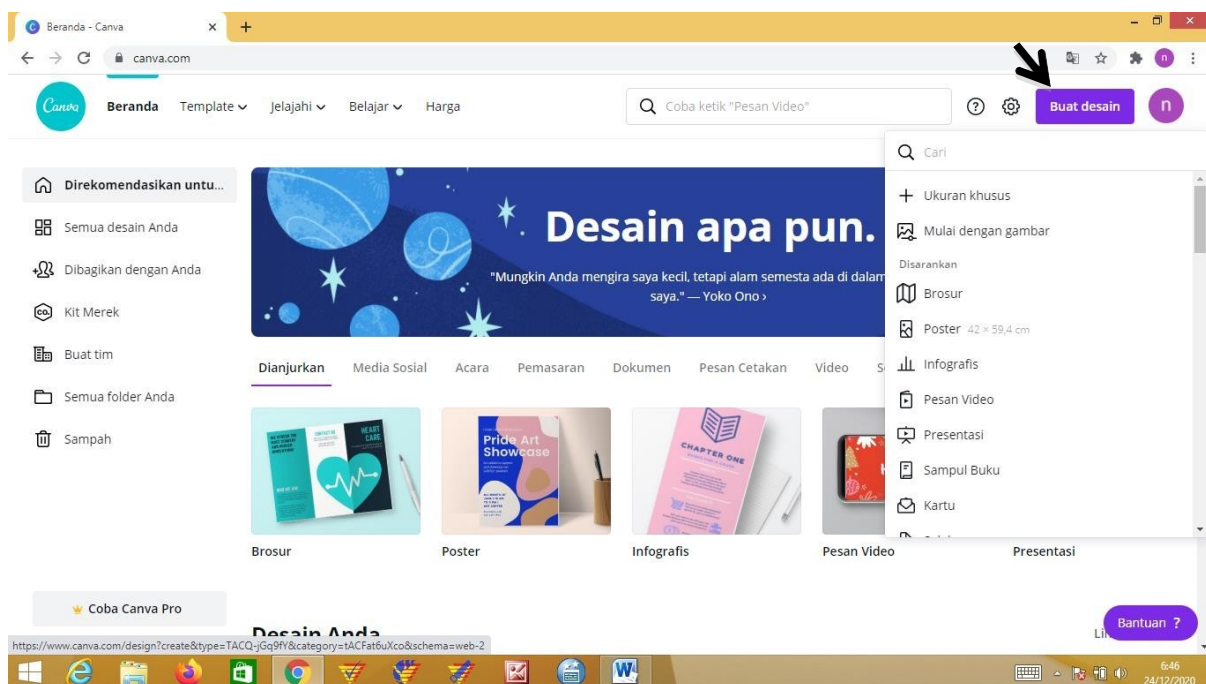 Beranda - Canva
canva.com
n
Canva
Beranda Template Jelajahi Belajar Harga
Coba ketik "Pesan Video"
Buat desain
n
Cari
Direkomendasikan untu...
Semua desain Anda
Dibagikan dengan Anda
Kit Merek
Buat tim
Semua folder Anda
Sampah
Desain apa pun.
"Mungkin Anda mengira saya kecil, tetapi alam semesta ada di dalam
saya." — Yoko Ono ›
Ukuran khusus
Mulai dengan gambar
Disarankan
Brosur
Poster 42 × 59,4 cm
Infografis
Pesan Video
Presentasi
Sampul Buku
Kartu
Dianjurkan Media Sosial Acara Pemasaran Dokumen Pesan Cetakan Video
HEART
CARE
Pride Art
Showcase
CHAPTER ONE
Brosur Poster Infografis Pesan Video Presentasi
Coba Canva Pro
Desain Anda
Bantuan ?
https://www.canva.com/design?create&type=TACQ-jGq9fY&category=tACFat6uXco&schema=web-2
6:46
24/12/2020